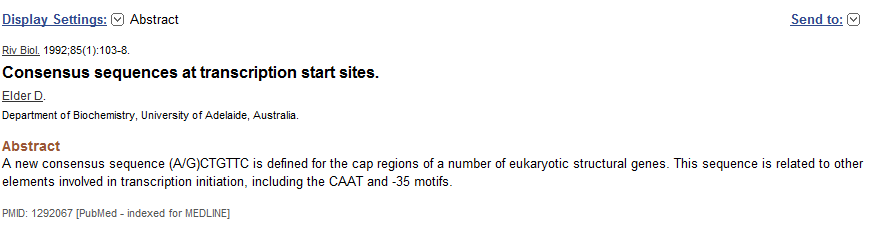 Display Settings: Abstract Send to:
Riv Biol. 1992;85(1):103-8.
Consensus sequences at transcription start sites.
Elder D.
Department of Biochemistry, University of Adelaide, Australia.
Abstract
A new consensus sequence (A/G)CTGTTC is defined for the cap regions of a number of eukaryotic structural genes. This sequence is related to other
elements involved in transcription initiation, including the CAAT and -35 motifs.
PMID: 1292067 [PubMed - indexed for MEDLINE]